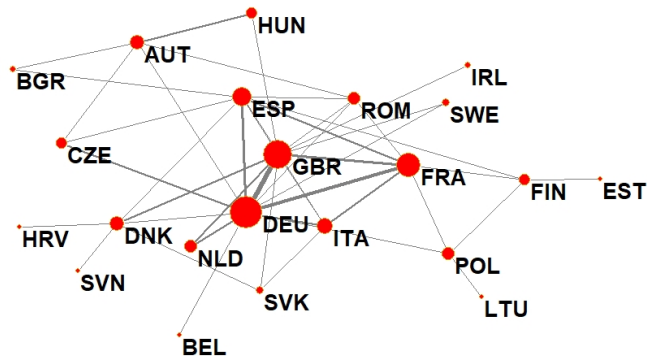 HUN
AUT
BGR
IRL
ESP
ROM
SWE
CZE
GBR
FRA
FIN
EST
DEU
HRV
DNK
ITA
NLD
POL
SVN
SVK
LTU
BEL